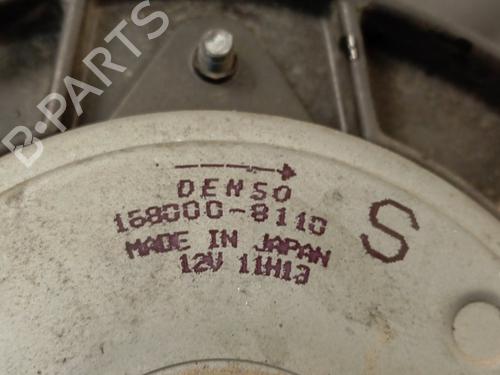 B-PARTS
DENSO
168000-8110
MADE IN JAPAN
12V 11H13
S